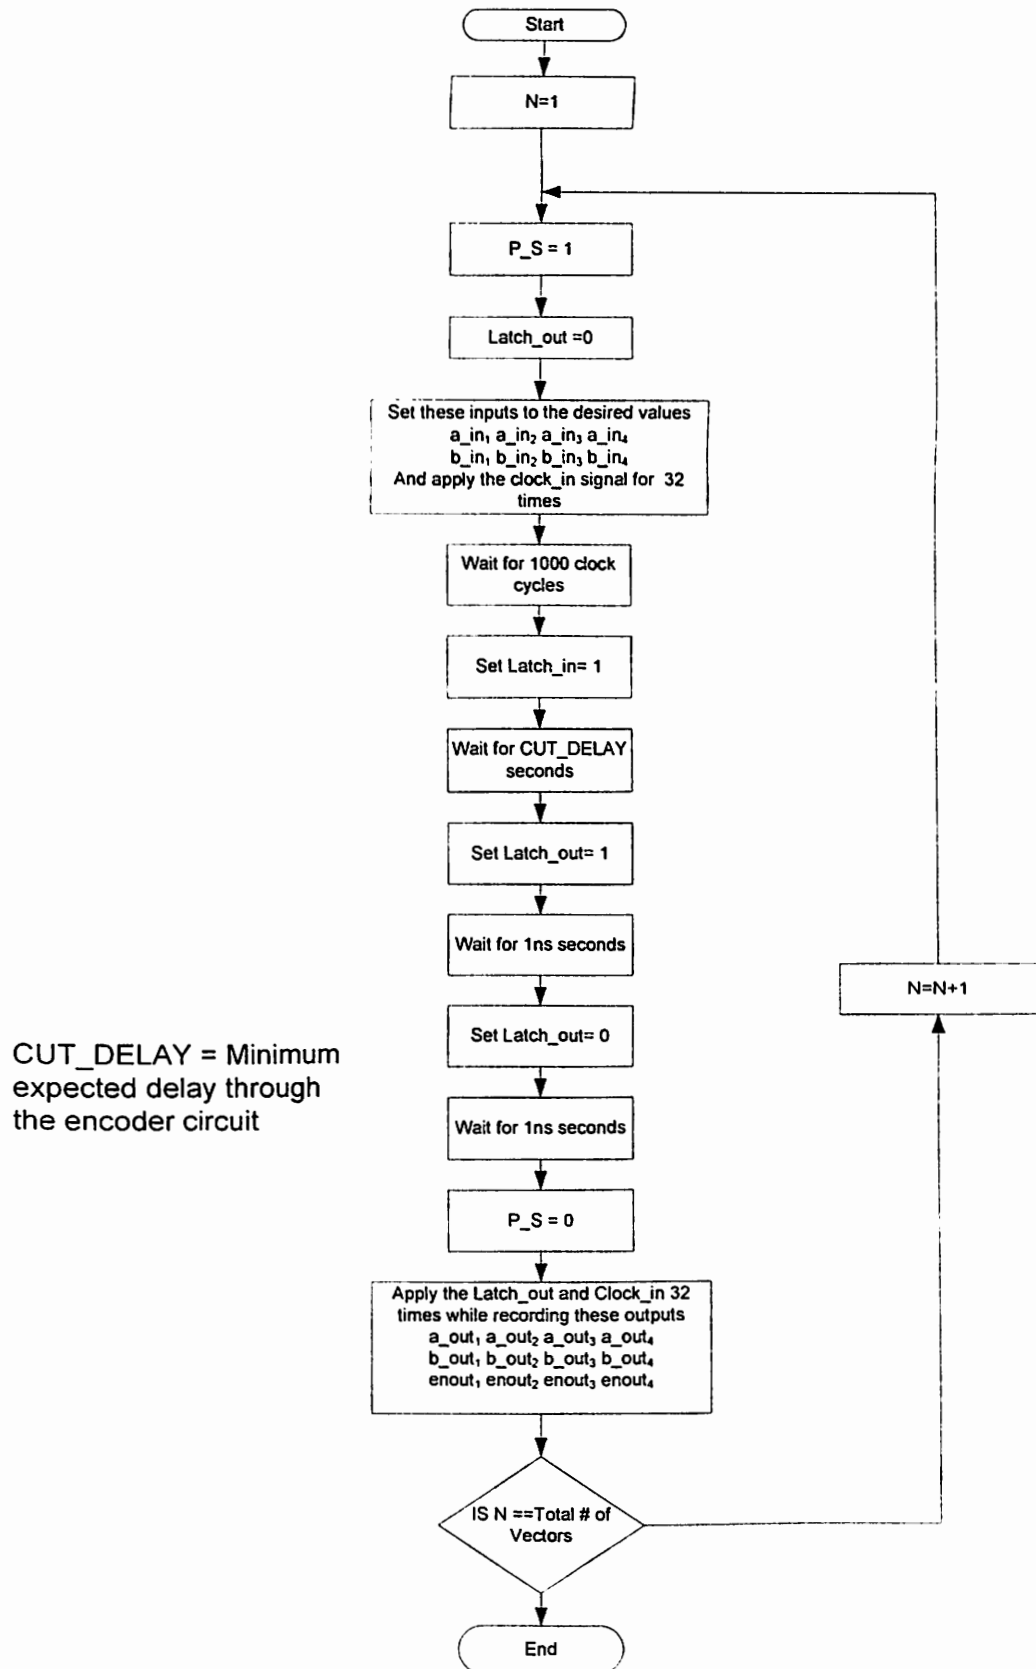 Start
N=1
P_S = 1
Latch_out =0
Set these inputs to the desired values
a_in₁ a_in₂ a_in₃ a_in₄
b_in₁ b_in₂ b_in₃ b_in₄
And apply the clock_in signal for 32
times
Wait for 1000 clock
cycles
Set Latch_in= 1
Wait for CUT_DELAY
seconds
Set Latch_out= 1
Wait for 1ns seconds
N=N+1
Set Latch_out= 0
CUT_DELAY = Minimum
expected delay through
the encoder circuit
Wait for 1ns seconds
P_S = 0
Apply the Latch_out and Clock_in 32
times while recording these outputs
a_out₁ a_out₂ a_out₃ a_out₄
b_out₁ b_out₂ b_out₃ b_out₄
enout₁ enout₂ enout₃ enout₄
IS N ==Total # of
Vectors
End